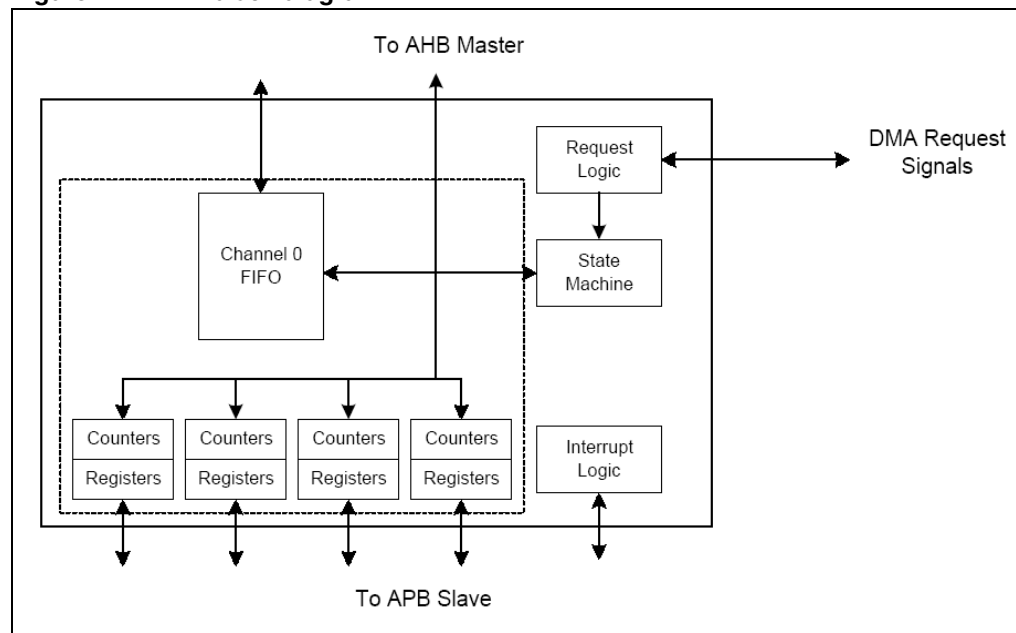 To AHB Master
Request
Logic
DMA Request
Signals
Channel 0
FIFO
State
Machine
Counters
Registers
Counters
Registers
Counters
Registers
Counters
Registers
Interrupt
Logic
To APB Slave